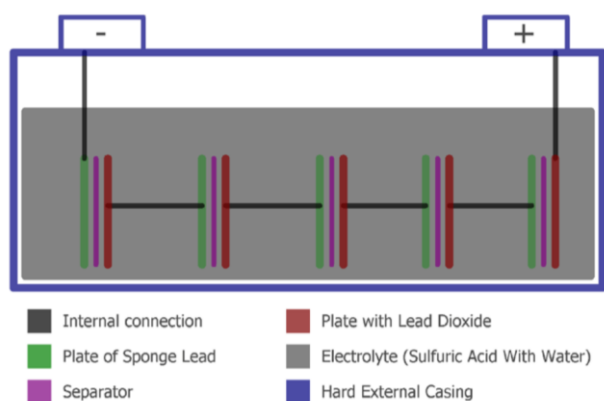 -
+
Internal connection
Plate with Lead Dioxide
Plate of Sponge Lead
Electrolyte (Sulfuric Acid With Water)
Separator
Hard External Casing